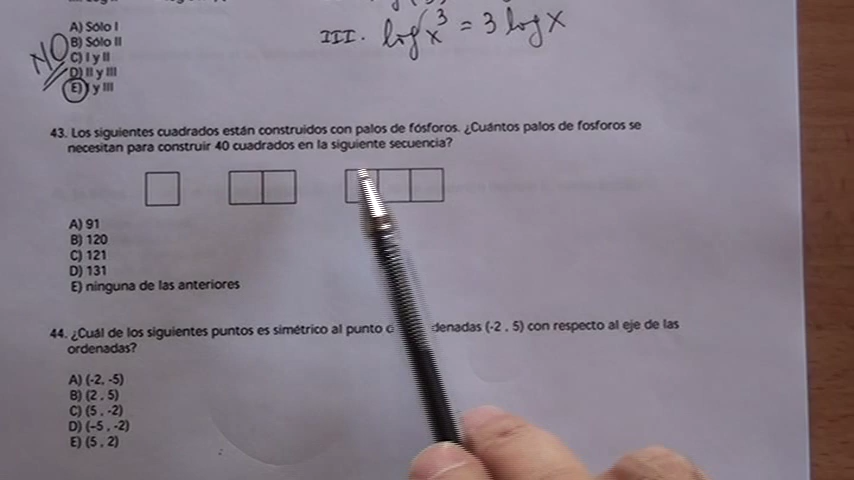 A) Sólo I
B) Sólo II
C) I y II
D) II y III
E) I y III
NO
III. log x³ = 3 log x
43. Los siguientes cuadrados están construidos con palos de fósforos. ¿Cuántos palos de fosforos se
necesitan para construir 40 cuadrados en la siguiente secuencia?
A) 91
B) 120
C) 121
D) 131
E) ninguna de las anteriores
44. ¿Cuál de los siguientes puntos es simétrico al punto denadas (-2 , 5) con respecto al eje de las
ordenadas?
A) (-2, -5)
B) (2 , 5)
C) (5 , -2)
D) (-5 , -2)
E) (5 , 2)